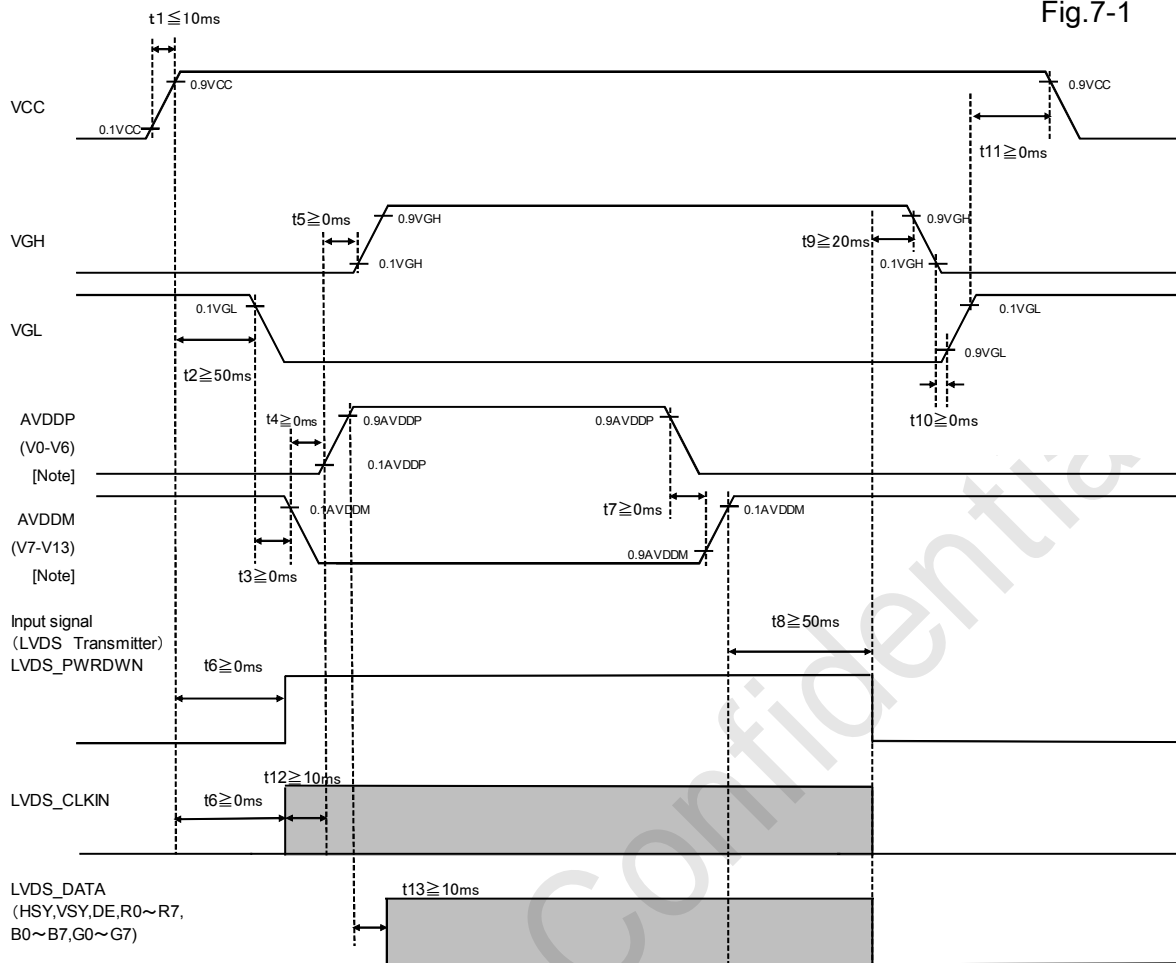 Fig.7-1
t1≦10ms
VCC
0.9VCC
0.9VCC
0.1VCC
t11≧0ms
t5≧0ms
0.9VGH
0.9VGH
VGH
t9≧20ms
0.1VGH
0.1VGH
0.1VGL
0.1VGL
VGL
0.9VGL
t2≧50ms
AVDDP
(V0-V6)
[Note]
t4≧0ms
0.9AVDDP
0.9AVDDP
t10≧0ms
0.1AVDDP
AVDDM
(V7-V13)
[Note]
0.1AVDDM
t7≧0ms
0.1AVDDM
0.9AVDDM
t3≧0ms
Input signal
（LVDS Transmitter）
LVDS_PWRDWN
t8≧50ms
t6≧0ms
t12≧10ms
LVDS_CLKIN
t6≧0ms
LVDS_DATA
（HSY,VSY,DE,R0～R7,
B0～B7,G0～G7)
t13≧10ms
Confidential